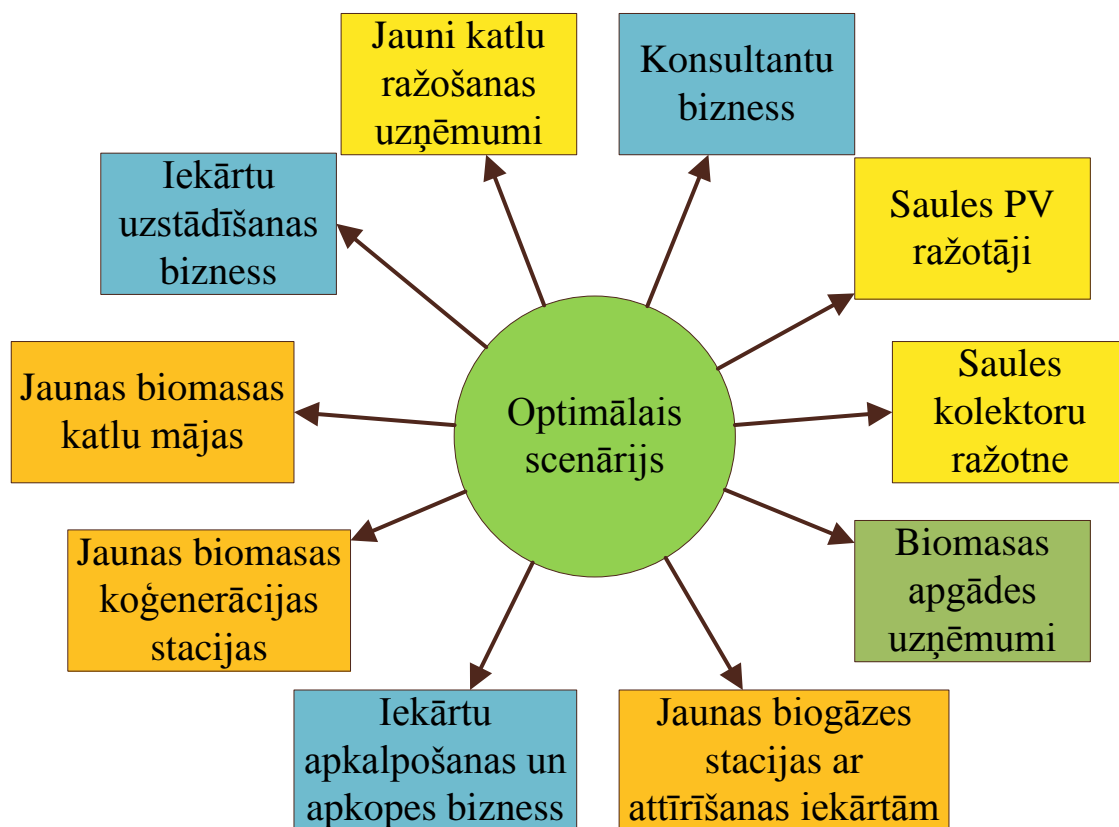 Jauni katlu
ražošanas
uzņēmumi
Konsultantu
bizness
Iekārtu
uzstādīšanas
bizness
Saules PV
ražotāji
Jaunas biomasas
katlu mājas
Optimālais
scenārijs
Saules
kolektoru
ražotne
Jaunas biomasas
koģenerācijas
stacijas
Biomasas
apgādes
uzņēmumi
Iekārtu
apkalpošanas un
apkopes bizness
Jaunas biogāzes
stacijas ar
attīrīšanas iekārtām